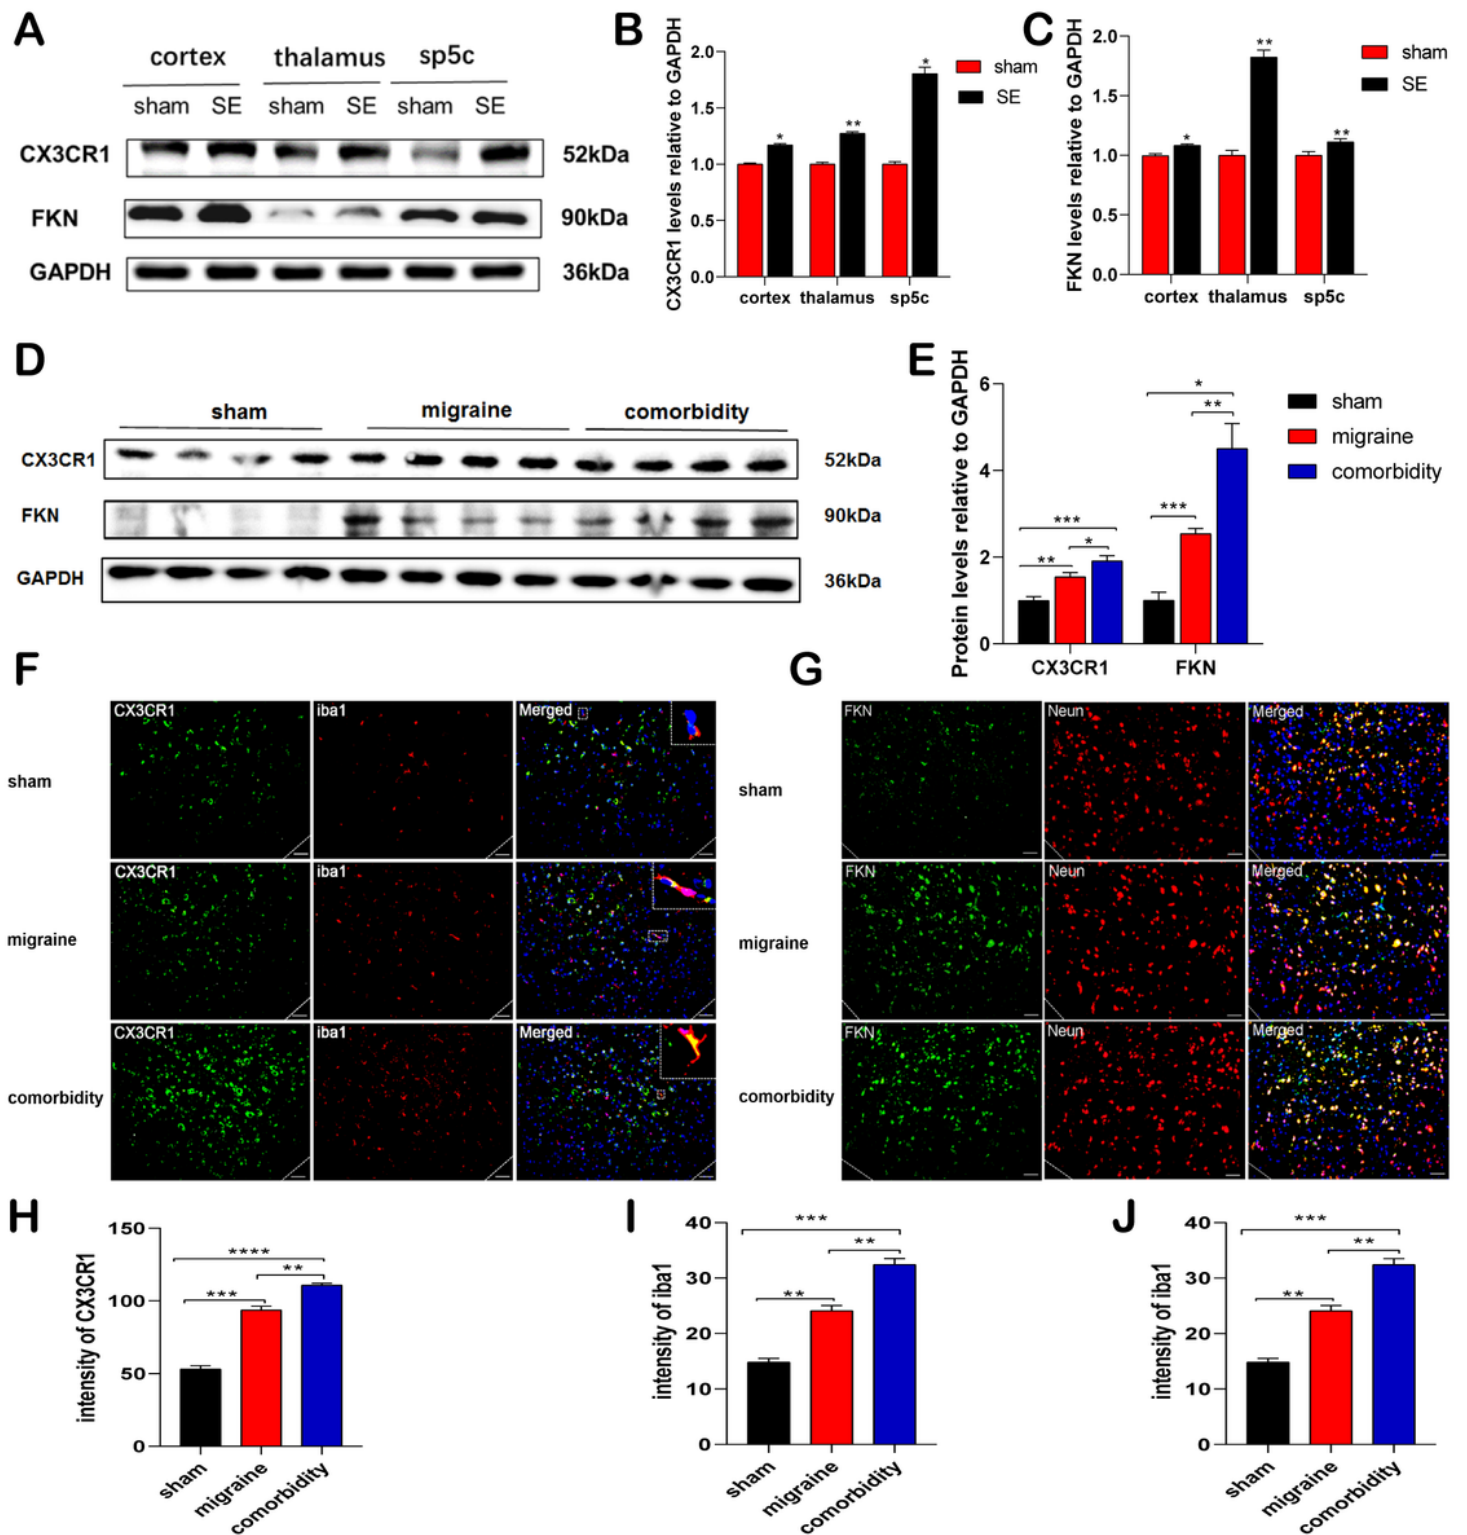 A
cortex thalamus sp5c
sham SE sham SE sham SE
CX3CR1 52kDa
FKN 90kDa
GAPDH 36kDa
B
CX3CR1 levels relative to GAPDH
2.0
1.5
1.0
0.5
0.0
* ** *
cortex thalamus sp5c
sham
SE
C
FKN levels relative to GAPDH
2.0
1.5
1.0
0.5
0.0
* ** **
cortex thalamus sp5c
sham
SE
D
sham migraine comorbidity
CX3CR1 52kDa
FKN 90kDa
GAPDH 36kDa
E
Protein levels relative to GAPDH
6
4
2
0
*** ** *
*** ** *
CX3CR1 FKN
sham
migraine
comorbidity
F
CX3CR1 iba1 Merged
sham
CX3CR1 iba1 Merged
migraine
CX3CR1 iba1 Merged
comorbidity
G
FKN Neun Merged
sham
FKN Neun Merged
migraine
FKN Neun Merged
comorbidity
H
intensity of CX3CR1
150
100
50
0
****
**
***
sham migraine comorbidity
I
intensity of iba1
40
30
20
10
0
***
**
**
sham migraine comorbidity
J
intensity of iba1
40
30
20
10
0
***
**
**
sham migraine comorbidity